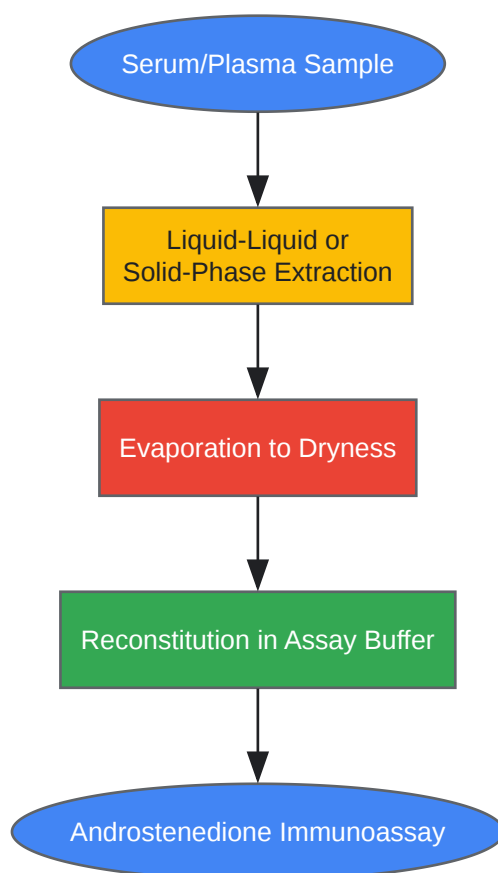 Serum/Plasma Sample
Liquid-Liquid or
Solid-Phase Extraction
Evaporation to Dryness
Reconstitution in Assay Buffer
Androstenedione Immunoassay